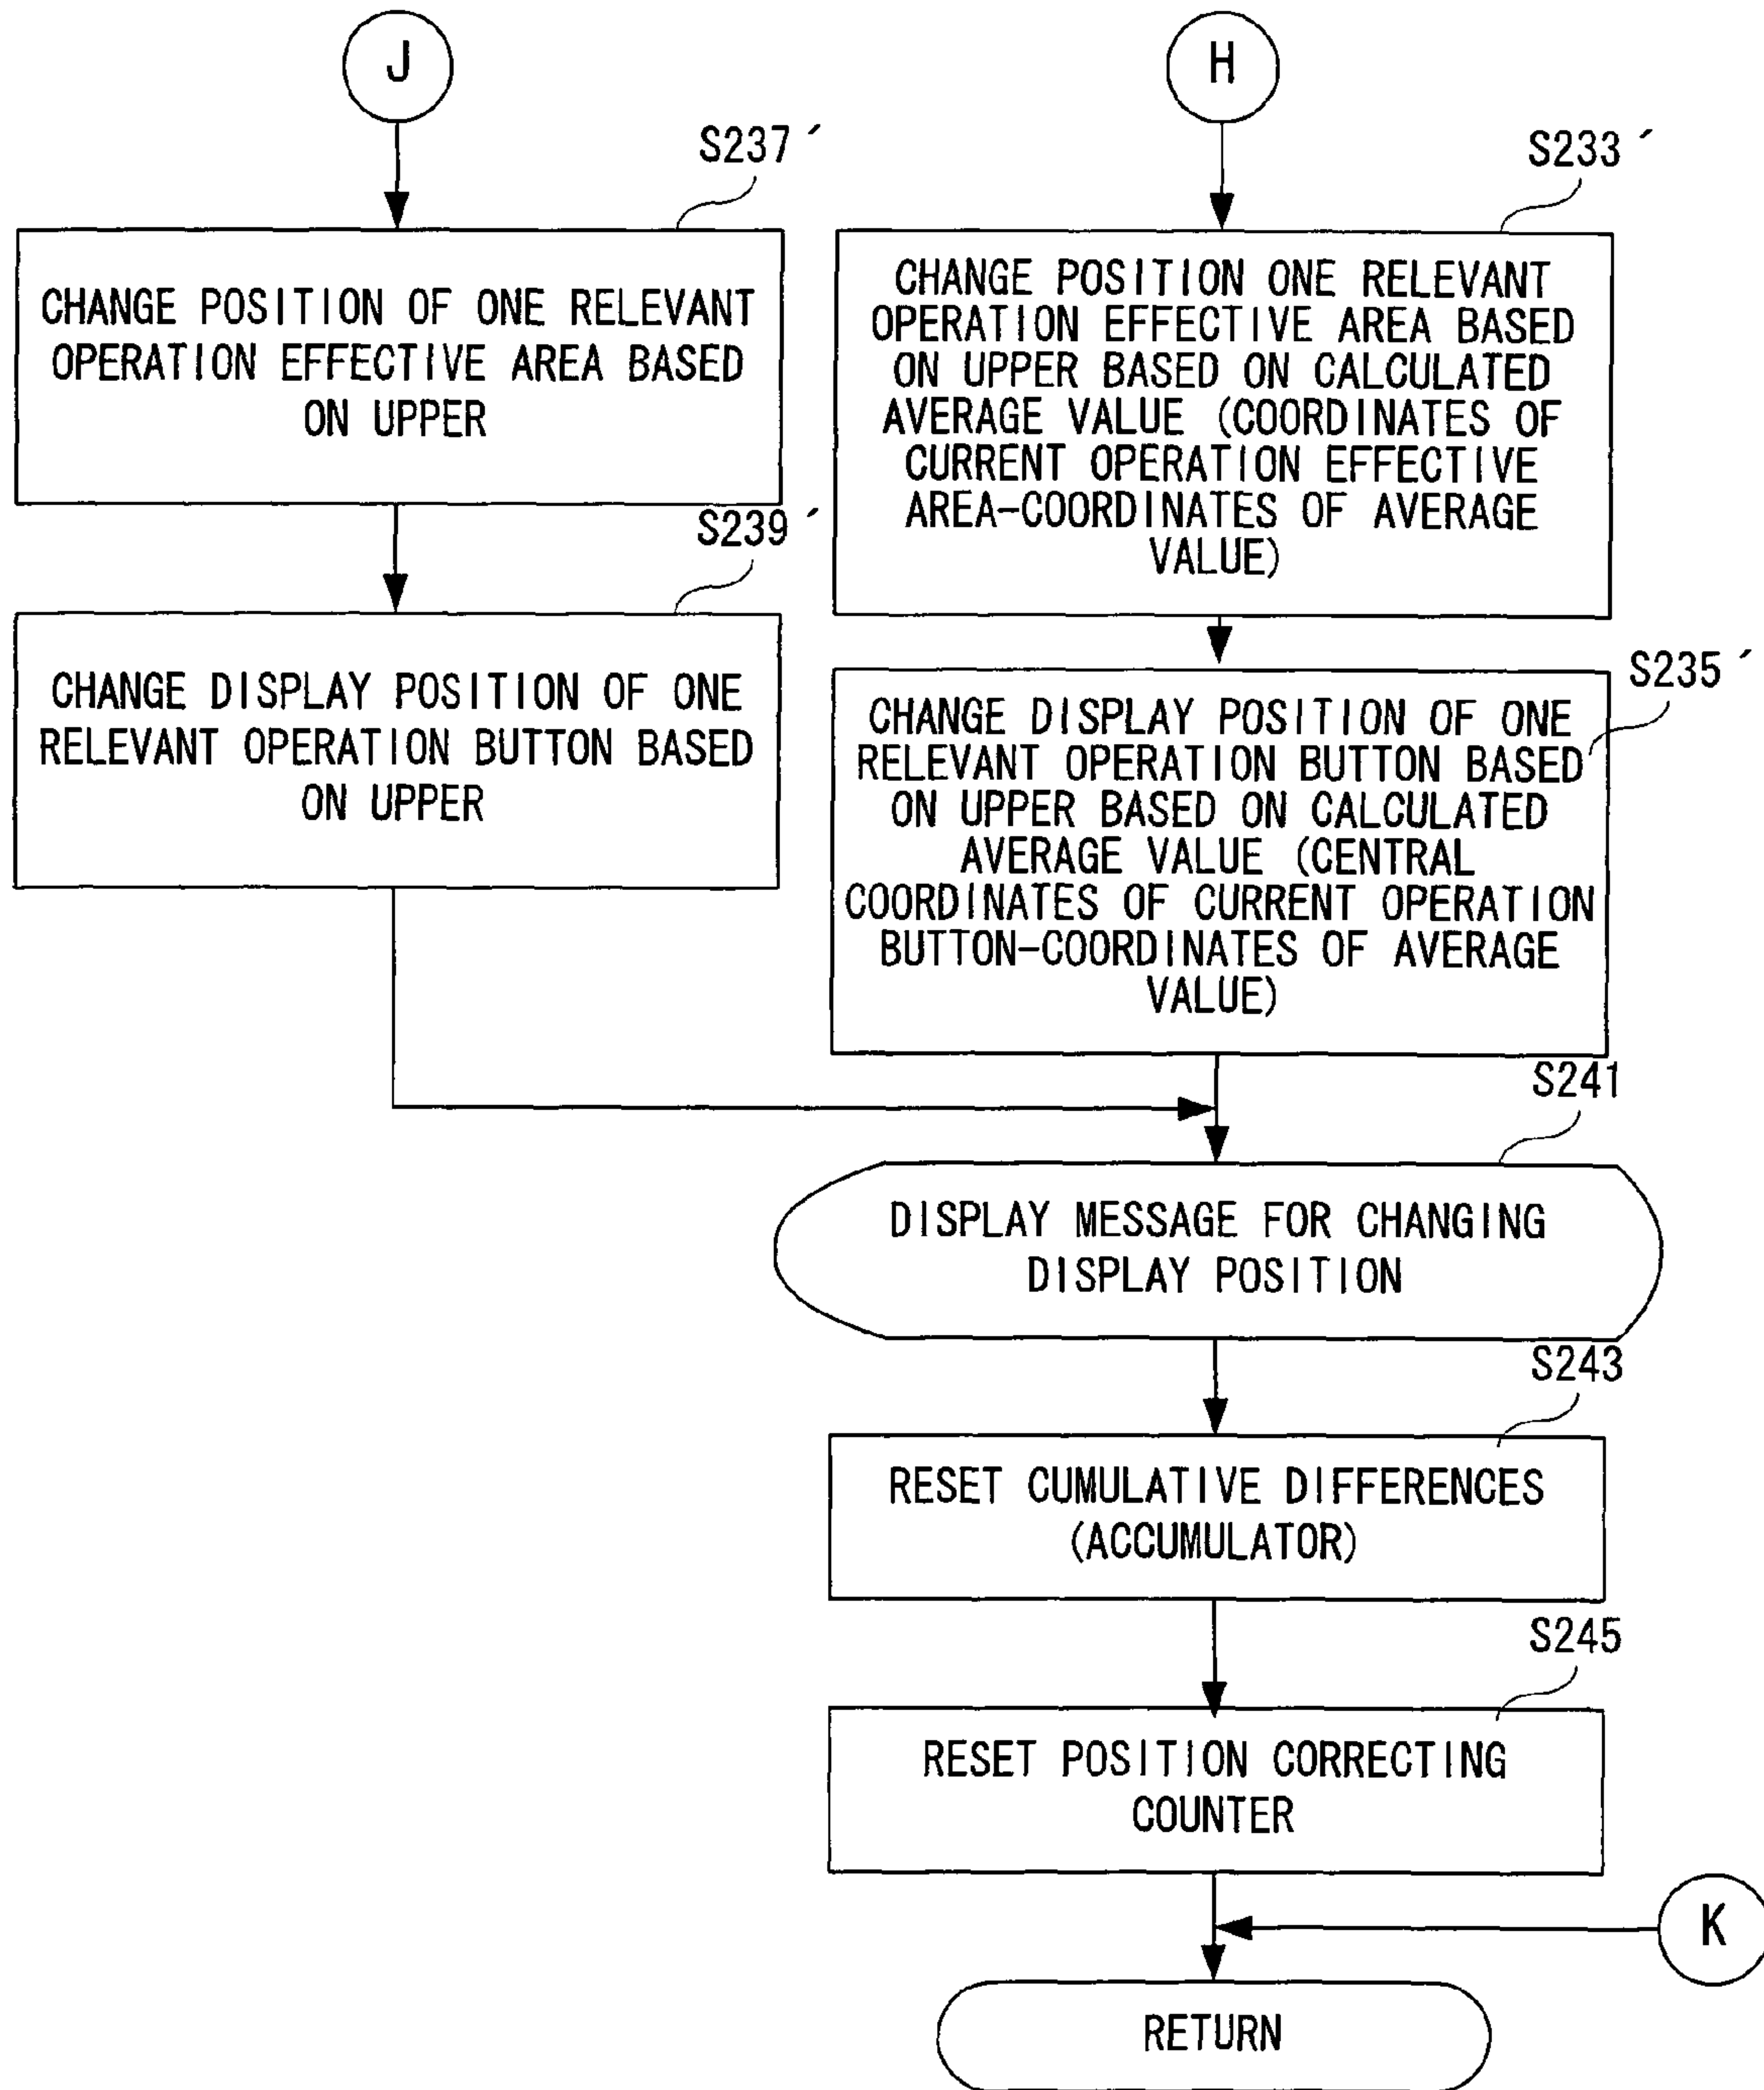 J
S237´
CHANGE POSITION OF ONE RELEVANT
OPERATION EFFECTIVE AREA BASED
ON UPPER
S239´
CHANGE DISPLAY POSITION OF ONE
RELEVANT OPERATION BUTTON BASED
ON UPPER
H
S233´
CHANGE POSITION ONE RELEVANT
OPERATION EFFECTIVE AREA BASED
ON UPPER BASED ON CALCULATED
AVERAGE VALUE (COORDINATES OF
CURRENT OPERATION EFFECTIVE
AREA-COORDINATES OF AVERAGE
VALUE)
S235´
CHANGE DISPLAY POSITION OF ONE
RELEVANT OPERATION BUTTON BASED
ON UPPER BASED ON CALCULATED
AVERAGE VALUE (CENTRAL
COORDINATES OF CURRENT OPERATION
BUTTON-COORDINATES OF AVERAGE
VALUE)
S241
DISPLAY MESSAGE FOR CHANGING
DISPLAY POSITION
S243
RESET CUMULATIVE DIFFERENCES
(ACCUMULATOR)
S245
RESET POSITION CORRECTING
COUNTER
K
RETURN